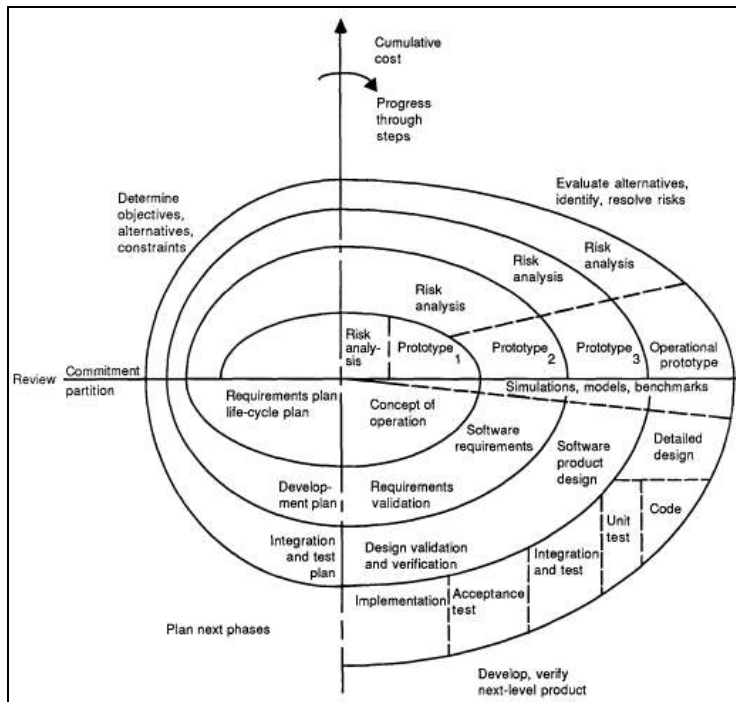 Cumulative
cost
Progress
through
steps
Evaluate alternatives,
identify, resolve risks
Determine
objectives,
alternatives,
constraints
Risk
analysis
Risk
analysis
Risk
analysis
Risk
analy-
sis
Prototype
1
Prototype
2
Prototype
3
Operational
prototype
Review
Commitment
partition
Simulations, models, benchmarks
Requirements plan
life-cycle plan
Concept of
operation
Software
requirements
Software
product
design
Detailed
design
Develop-
ment plan
Requirements
validation
Code
Unit
test
Integration
and test
plan
Design validation
and verification
Integration
and test
Acceptance
test
Implementation
Plan next phases
Develop, verify
next-level product